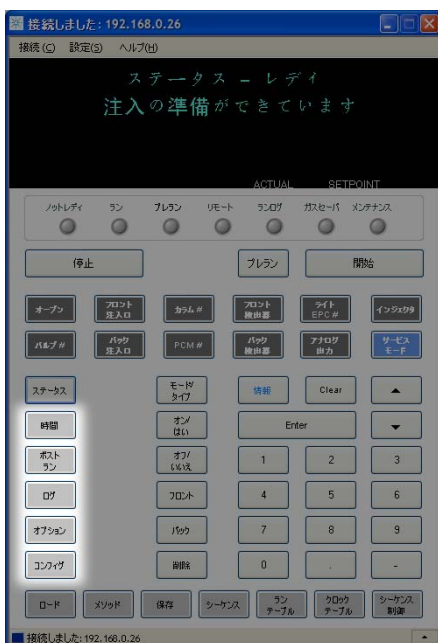 接続しました: 192.168.0.26
接続(C) 設定(S) ヘルプ(H)
ステータス - レディ
注入の準備ができています
ACTUAL SETPOINT
ノットレディ ラン プレラン リモート ランログ ガスセーバ メンテナンス
停止 プレラン 開始
オーブン フロント 注入口 カラム # フロント 検出器 ライト EPC # インジェクタ
バルブ # バック 注入口 PCM # バック 検出器 アナログ 出力 サービス モード
ステータス モード/ タイプ 情報 Clear ▲
時間 オン/ はい Enter ▼
ポスト ラン オフ/ いいえ 1 2 3
ログ フロント 4 5 6
オプション バック 7 8 9
コンフィグ 削除 0 . -
ロード メソッド 保存 シーケンス ラン テーブル クロック テーブル シーケンス 制御
接続しました: 192.168.0.26